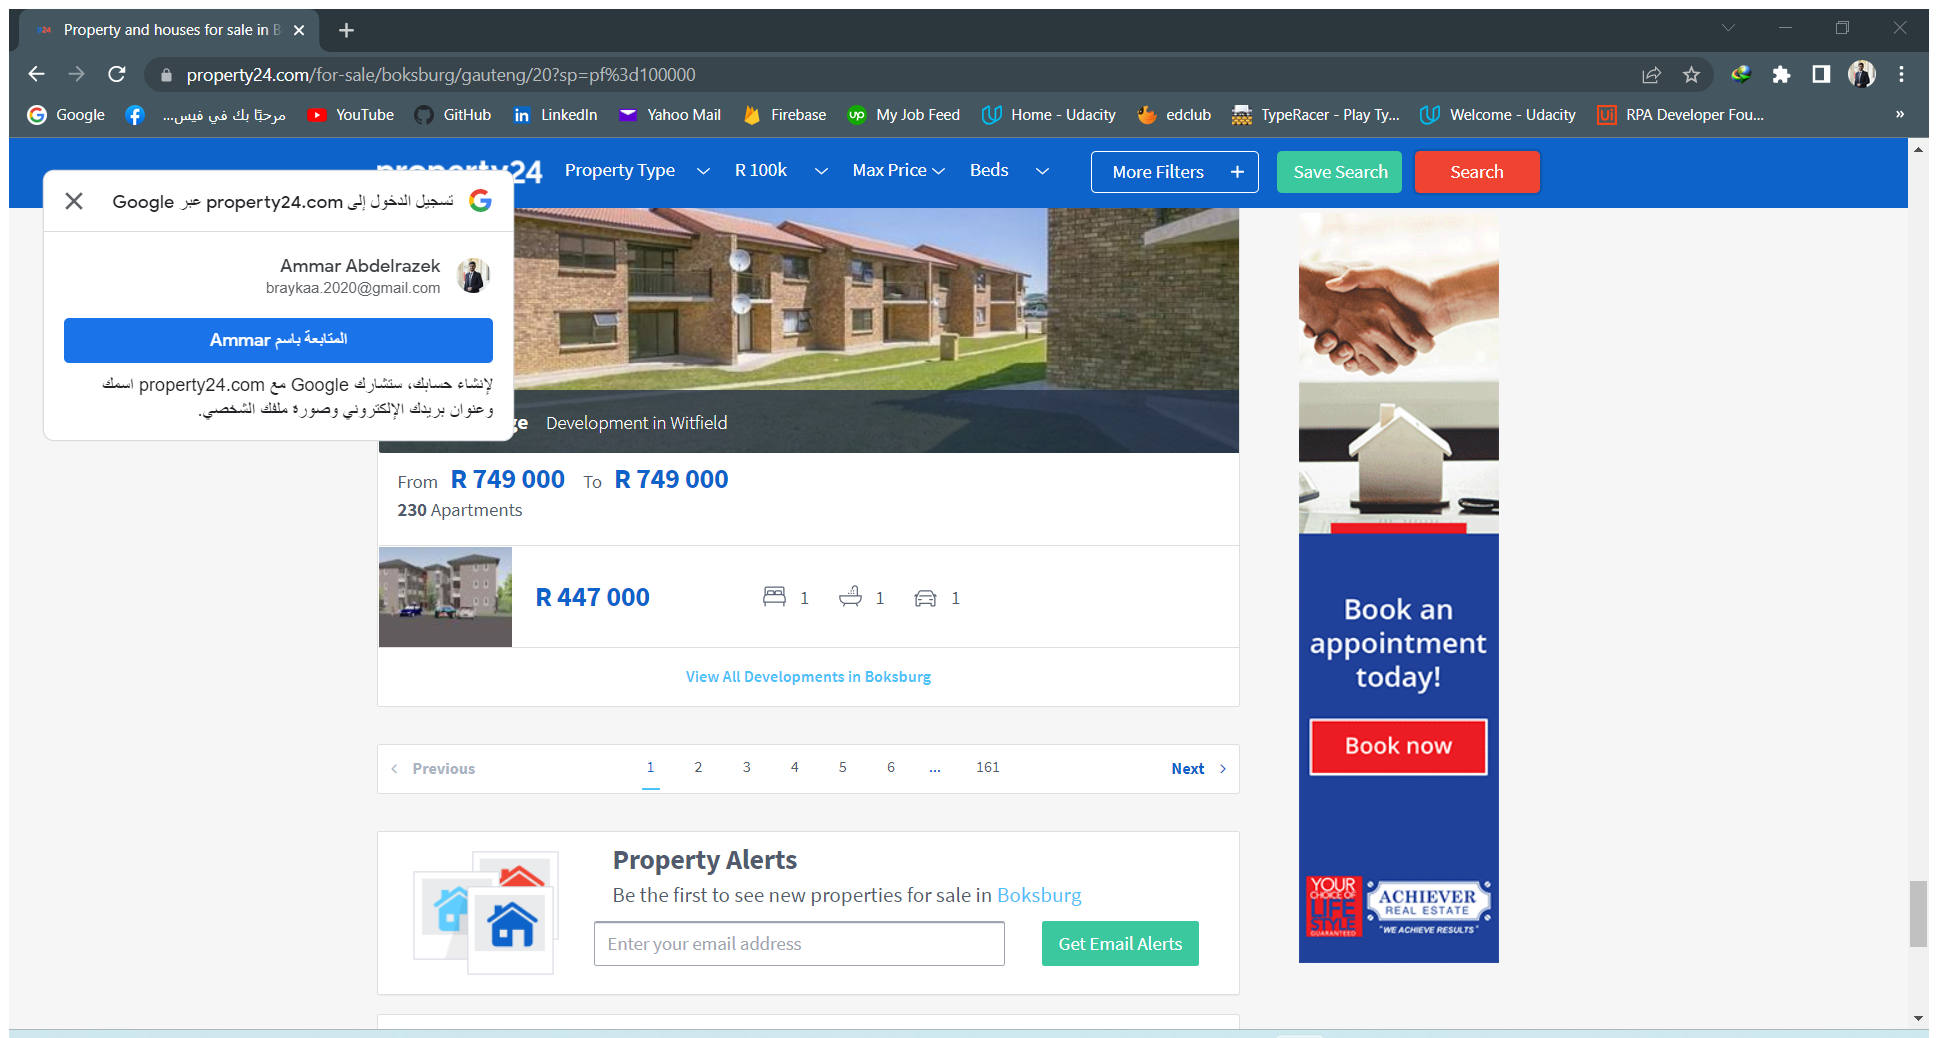 Property and houses for sale in B
property24.com/for-sale/boksburg/gauteng/20?sp=pf%3d100000
Google
مرحبًا بك في فيس...
YouTube
GitHub
LinkedIn
Yahoo Mail
Firebase
My Job Feed
Home - Udacity
edclub
TypeRacer - Play Ty...
Welcome - Udacity
RPA Developer Fou...
»
property24
Property Type
R 100k
Max Price
Beds
More Filters +
Save Search
Search
تسجيل الدخول إلى property24.com عبر Google
Ammar Abdelrazek
braykaa.2020@gmail.com
المتابعة باسم Ammar
لإنشاء حسابك، ستشارك Google مع property24.com اسمك
وعنوان بريدك الإلكتروني وصورة ملفك الشخصي.
Development in Witfield
From R 749 000 To R 749 000
230 Apartments
R 447 000 1 1 1
View All Developments in Boksburg
< Previous 1 2 3 4 5 6 ... 161 Next >
Property Alerts
Be the first to see new properties for sale in Boksburg
Enter your email address
Get Email Alerts
Book an
appointment
today!
Book now
YOUR
CHOICE OF
LIFE
STYLE
GUARANTEED
ACHIEVER
REAL ESTATE
"WE ACHIEVE RESULTS"